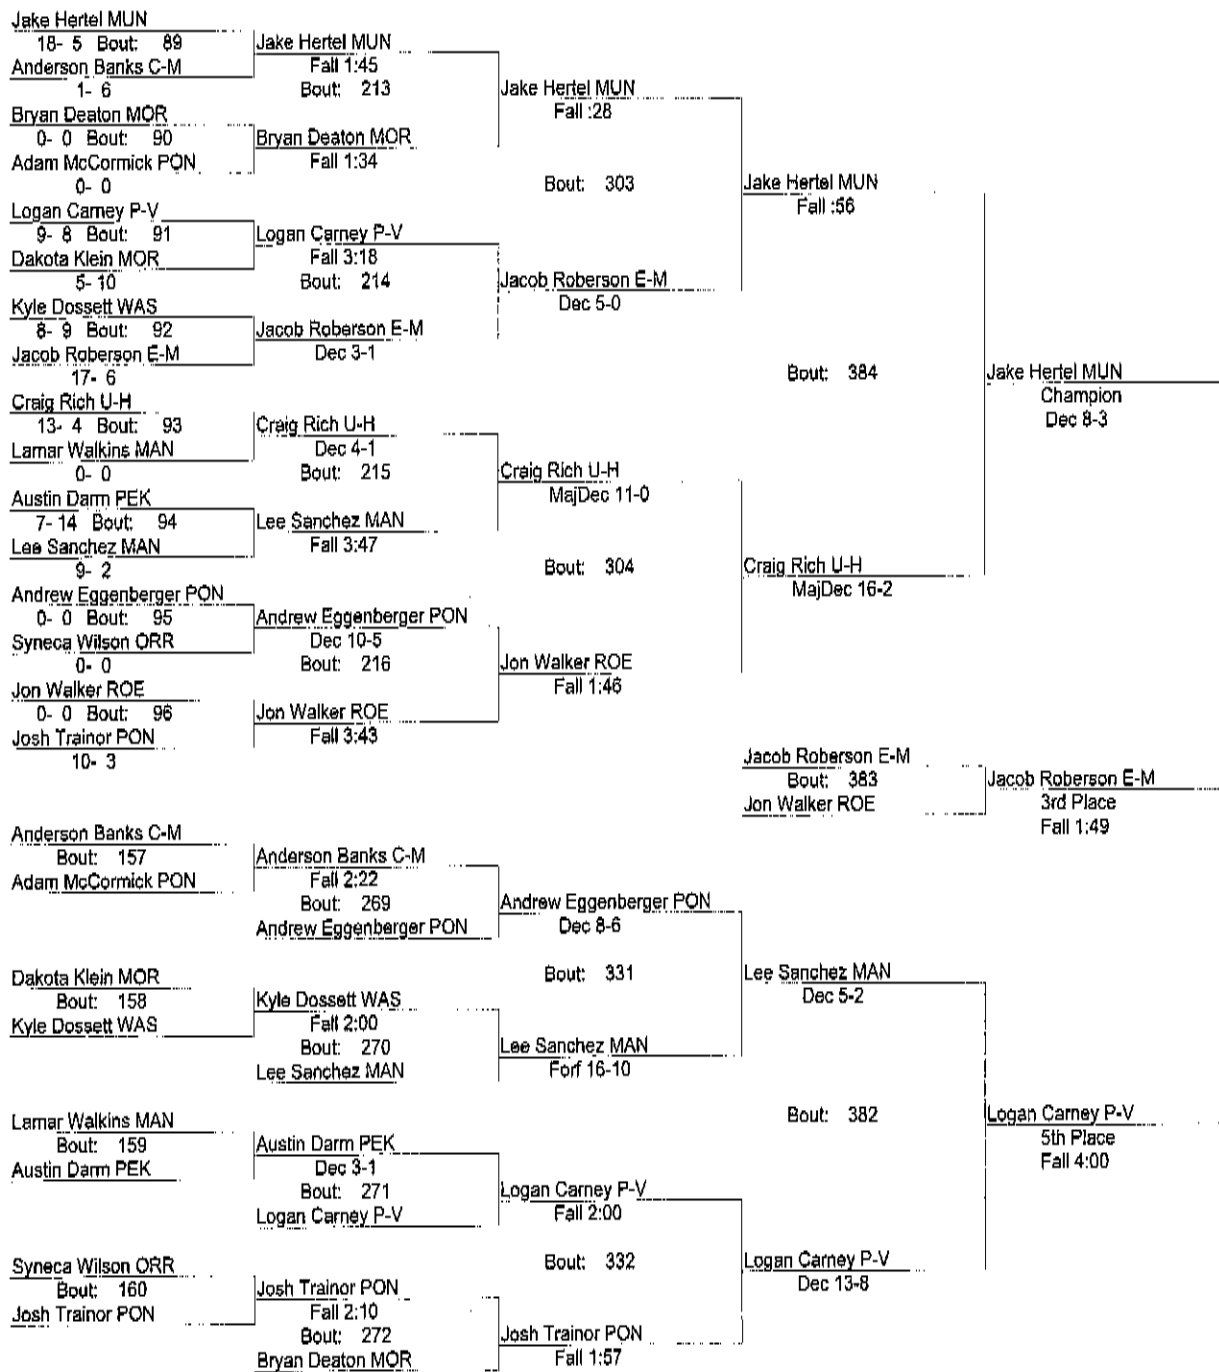 Jake Hertel MUN
18- 5 Bout: 89
Anderson Banks C-M
1- 6
Bryan Deaton MOR
0- 0 Bout: 90
Adam McCormick PON
0- 0
Logan Carney P-V
9- 8 Bout: 91
Dakota Klein MOR
5- 10
Kyle Dossett WAS
8- 9 Bout: 92
Jacob Roberson E-M
17- 6
Craig Rich U-H
13- 4 Bout: 93
Lamar Walkins MAN
0- 0
Austin Darm PEK
7- 14 Bout: 94
Lee Sanchez MAN
9- 2
Andrew Eggenberger PON
0- 0 Bout: 95
Syneca Wilson ORR
0- 0
Jon Walker ROE
0- 0 Bout: 96
Josh Trainor PON
10- 3
Jake Hertel MUN
Fall 1:45
Bout: 213
Bryan Deaton MOR
Fall 1:34
Logan Carney P-V
Fall 3:18
Bout: 214
Jacob Roberson E-M
Dec 3-1
Craig Rich U-H
Dec 4-1
Bout: 215
Lee Sanchez MAN
Fall 3:47
Andrew Eggenberger PON
Dec 10-5
Bout: 216
Jon Walker ROE
Fall 3:43
Jake Hertel MUN
Fall :28
Bout: 303
Jacob Roberson E-M
Dec 5-0
Craig Rich U-H
MajDec 11-0
Bout: 304
Jon Walker ROE
Fall 1:46
Jake Hertel MUN
Fall :56
Bout: 384
Craig Rich U-H
MajDec 16-2
Jake Hertel MUN
Champion
Dec 8-3
Jacob Roberson E-M
Bout: 383
Jon Walker ROE
Jacob Roberson E-M
3rd Place
Fall 1:49
Anderson Banks C-M
Bout: 157
Adam McCormick PON
Dakota Klein MOR
Bout: 158
Kyle Dossett WAS
Lamar Walkins MAN
Bout: 159
Austin Darm PEK
Syneca Wilson ORR
Bout: 160
Josh Trainor PON
Anderson Banks C-M
Fall 2:22
Bout: 269
Andrew Eggenberger PON
Kyle Dossett WAS
Fall 2:00
Bout: 270
Lee Sanchez MAN
Austin Darm PEK
Dec 3-1
Bout: 271
Logan Carney P-V
Josh Trainor PON
Fall 2:10
Bout: 272
Bryan Deaton MOR
Andrew Eggenberger PON
Dec 8-6
Bout: 331
Lee Sanchez MAN
Forf 16-10
Logan Carney P-V
Fall 2:00
Bout: 332
Josh Trainor PON
Fall 1:57
Lee Sanchez MAN
Dec 5-2
Bout: 382
Logan Carney P-V
Dec 13-8
Logan Carney P-V
5th Place
Fall 4:00